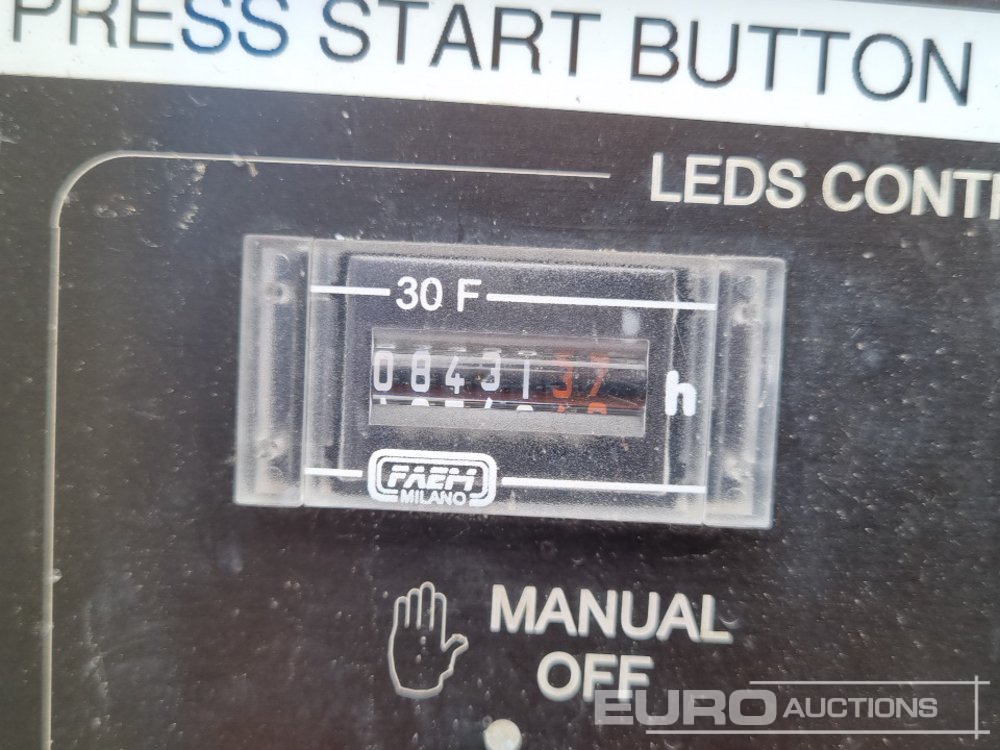 PRESS START BUTTON
LEDS CONT
30 F
0843137 h
FAEM
MILANO
MANUAL
OFF
EURO AUCTIONS